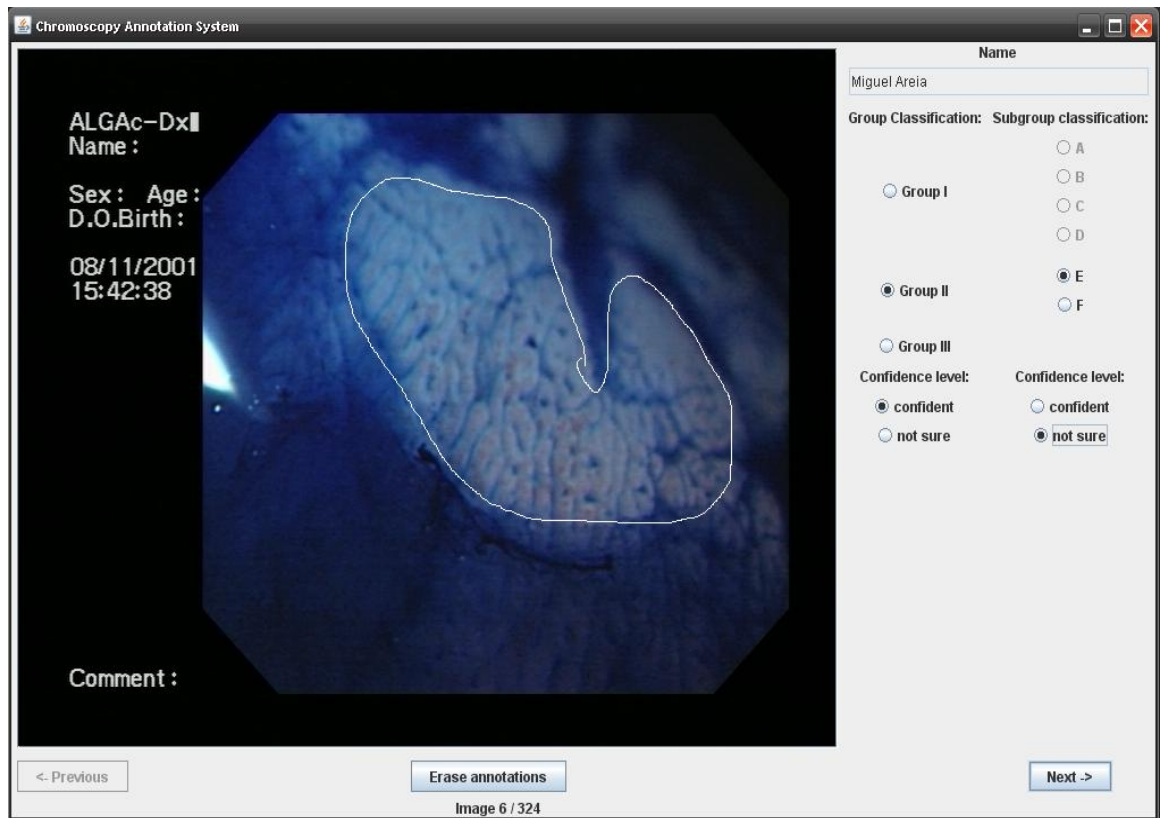 Chromoscopy Annotation System
ALGAc-Dx
Name :
Sex : Age :
D.O.Birth :
08/11/2001
15:42:38
Comment :
Name
Miguel Areia
Group Classification: Subgroup classification:
A
B
Group I
C
D
E
Group II
F
Group III
Confidence level: Confidence level:
confident confident
not sure not sure
<- Previous Erase annotations Next ->
Image 6 / 324